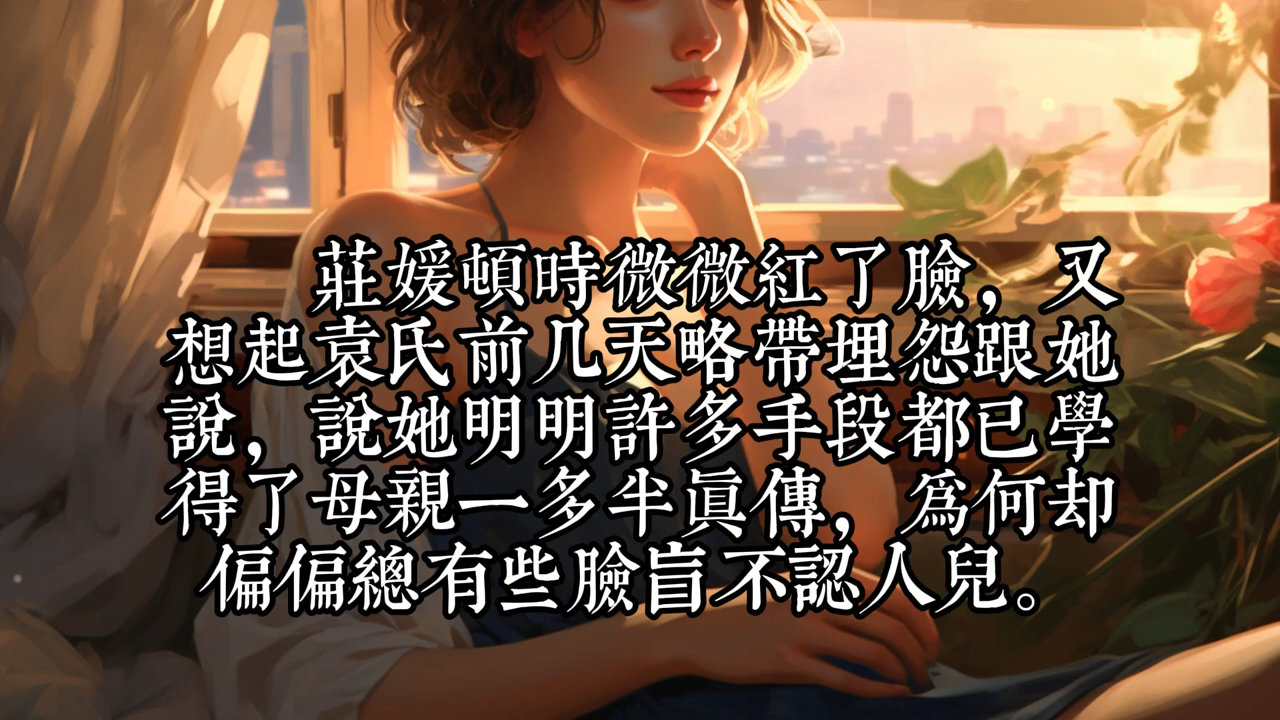 莊媛頓時微微紅了臉，又
想起袁氏前几天略帶埋怨跟她
說，說她明明許多手段都已學
得了母親一多半眞傳，爲何却
偏偏總有些臉盲不認人兒。